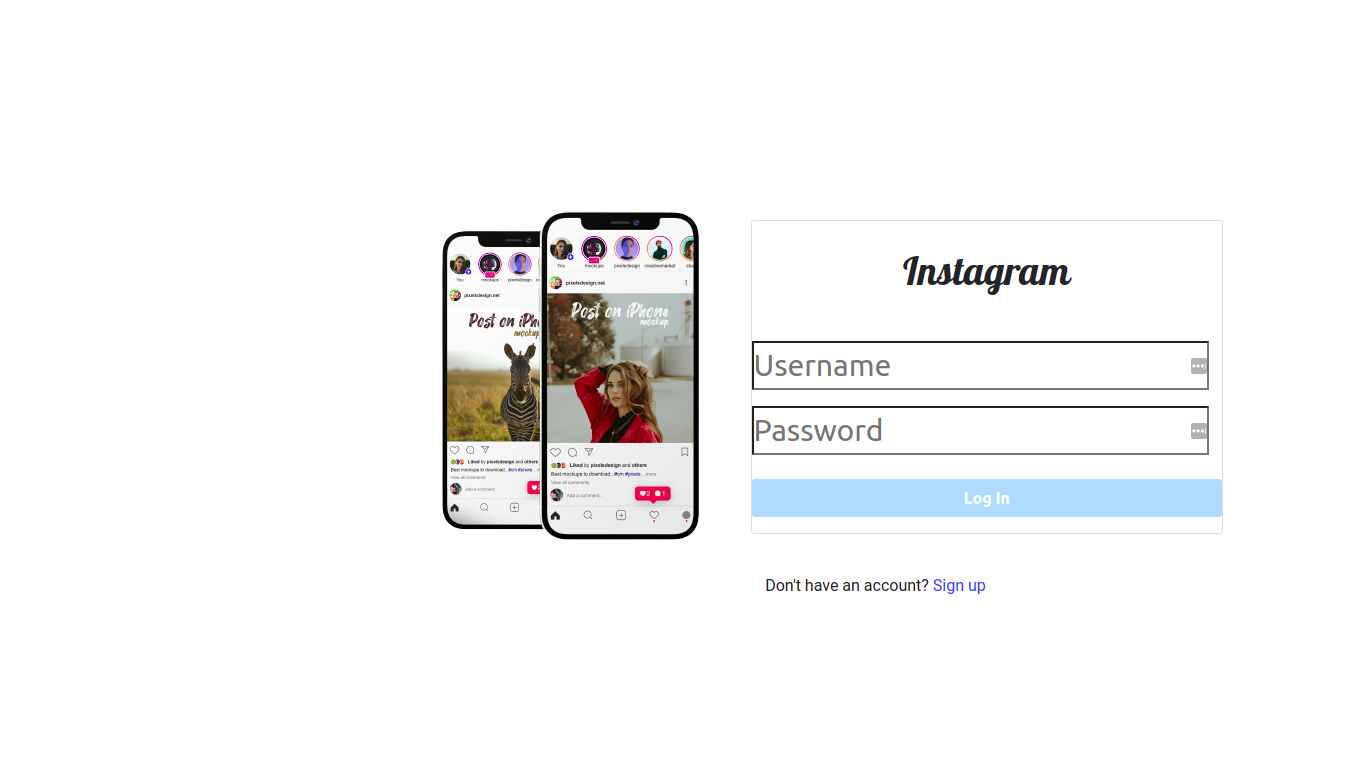 You mockups pixelsdesign
pixelsdesign.net
Post on iPho
mockup
Liked by pixelsdesign and others
Best mockups to download...#cm #pixels
View all comments
Add a comment...
You mockups pixelsdesign creativemarket stu
pixelsdesign.net
Post on iPhone
mockup
Liked by pixelsdesign and others
Best mockups to download...#cm #pixels ...more
View all comments
Add a comment...
2 1
Instagram
Username
Password
Log In
Don't have an account? Sign up